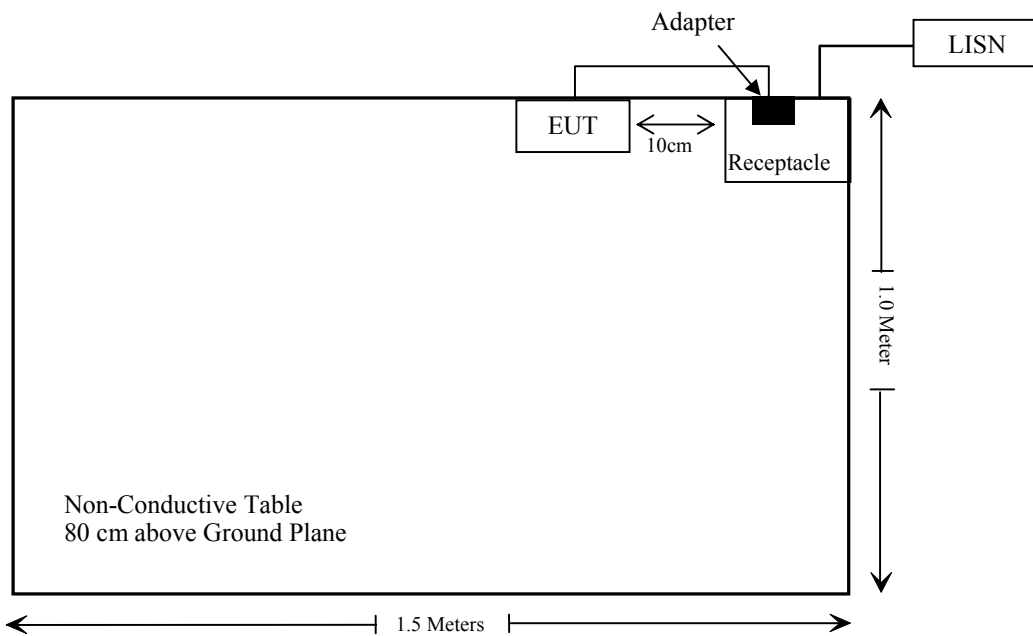 Adapter
LISN
EUT
10cm
Receptacle
1.0 Meter
Non-Conductive Table
80 cm above Ground Plane
1.5 Meters